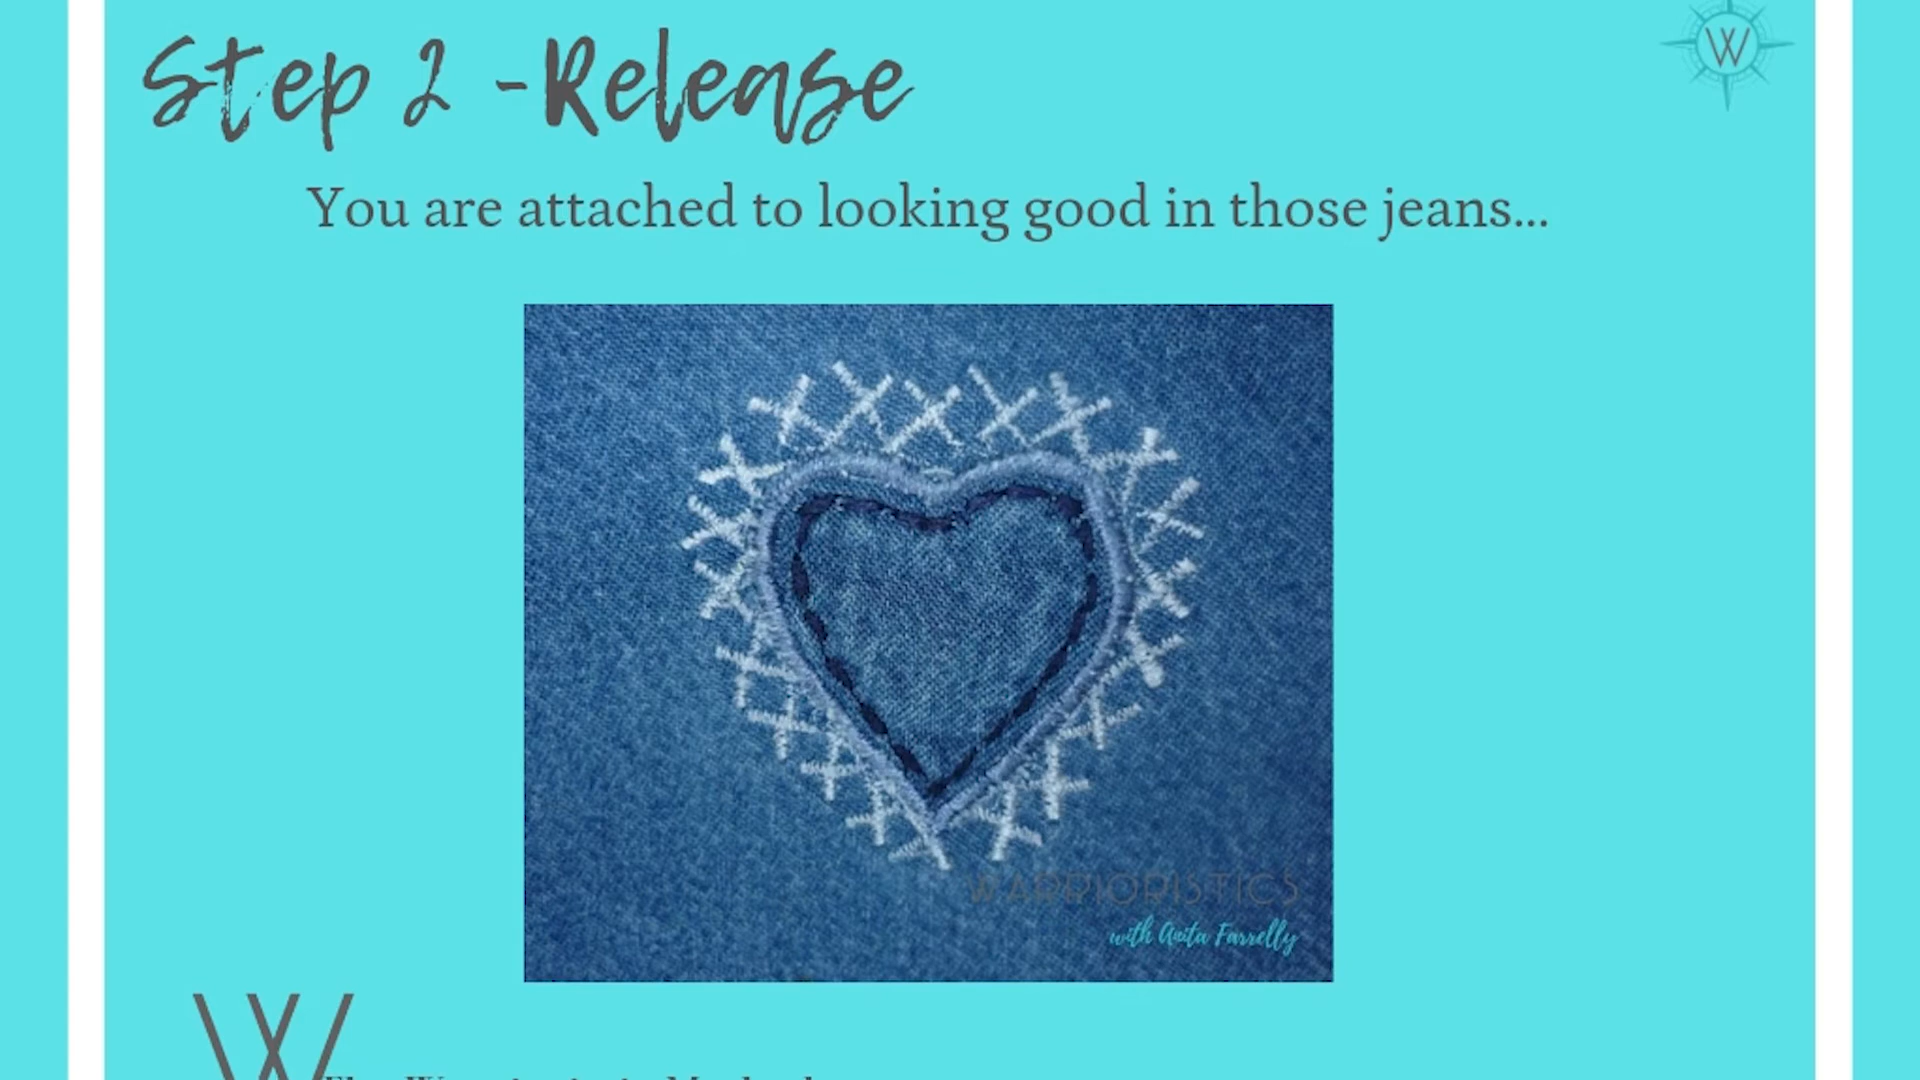 Step 2 -Release
W
You are attached to looking good in those jeans...
WARRIORISTICS
with Anita Farrelly
W